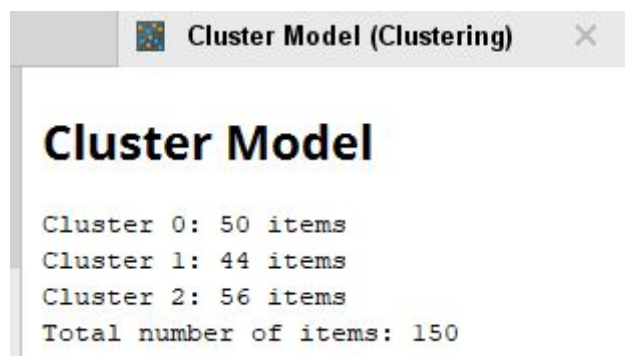 Cluster Model (Clustering)
Cluster Model
Cluster 0: 50 items
Cluster 1: 44 items
Cluster 2: 56 items
Total number of items: 150